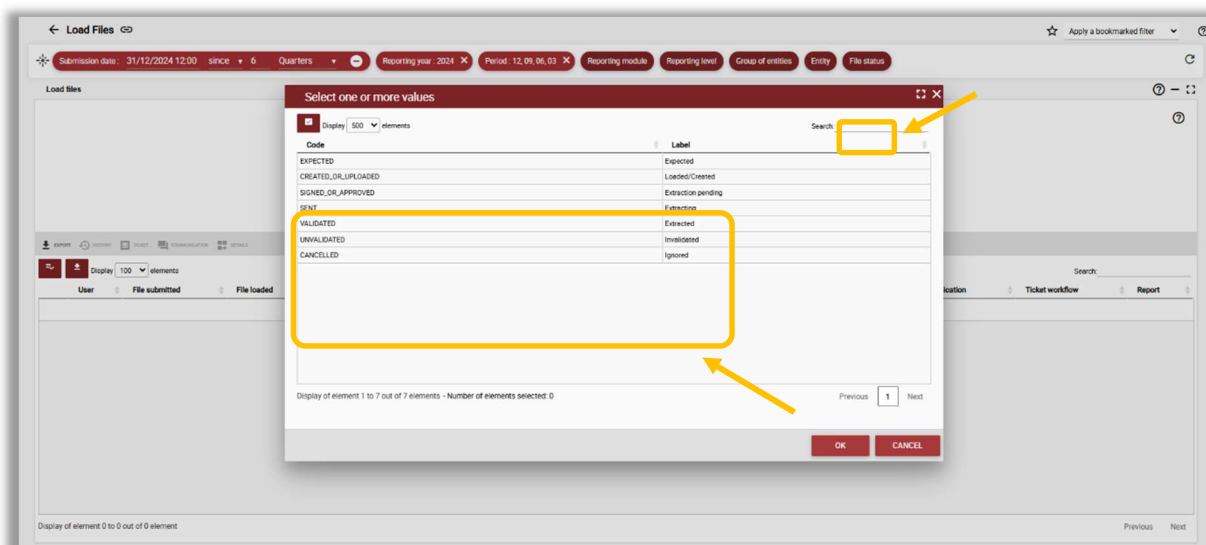 Load Files
Apply a bookmarked filter
Submission date : 31/12/2024 12:00 since 6 Quarters
Reporting year : 2024
Period : 12, 09, 06, 03
Reporting module
Reporting level
Group of entities
Entity
File status
Load files
Select one or more values
Display 500 elements
Search:
Code Label
EXPECTED Expected
CREATED_OR_UPLOADED Loaded/Created
SIGNED_OR_APPROVED Extraction pending
SENT Extracting
VALIDATED Extracted
UNVALIDATED Invalidated
CANCELLED Ignored
Display of element 1 to 7 out of 7 elements - Number of elements selected: 0
Previous 1 Next
OK CANCEL
EXPORT HISTORY TICKET COMMUNICATION DETAILS
Display 100 elements
Search:
User File submitted File loaded
Ticket workflow Report
Display of element 0 to 0 out of 0 element
Previous Next